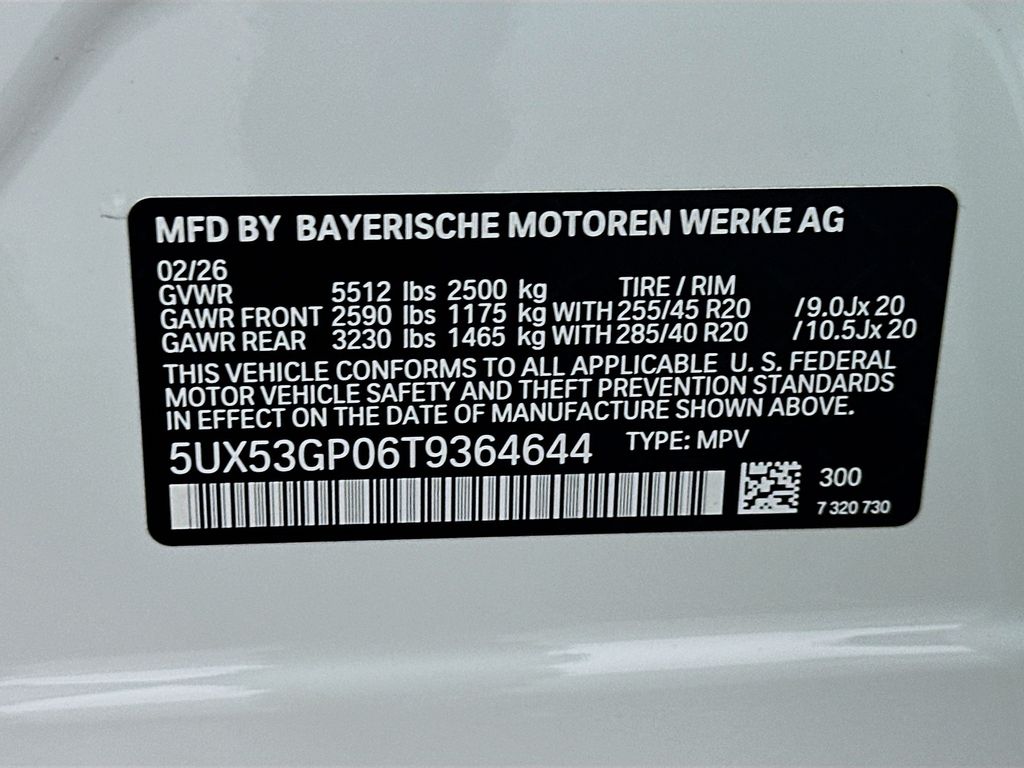 MFD BY BAYERISCHE MOTOREN WERKE AG
02/26
GVWR 5512 lbs 2500 kg TIRE / RIM
GAWR FRONT 2590 lbs 1175 kg WITH 255/45 R20 /9.0Jx 20
GAWR REAR 3230 lbs 1465 kg WITH 285/40 R20 /10.5Jx 20
THIS VEHICLE CONFORMS TO ALL APPLICABLE U. S. FEDERAL
MOTOR VEHICLE SAFETY AND THEFT PREVENTION STANDARDS
IN EFFECT ON THE DATE OF MANUFACTURE SHOWN ABOVE.
5UX53GP06T9364644 TYPE: MPV
300
7 320 730